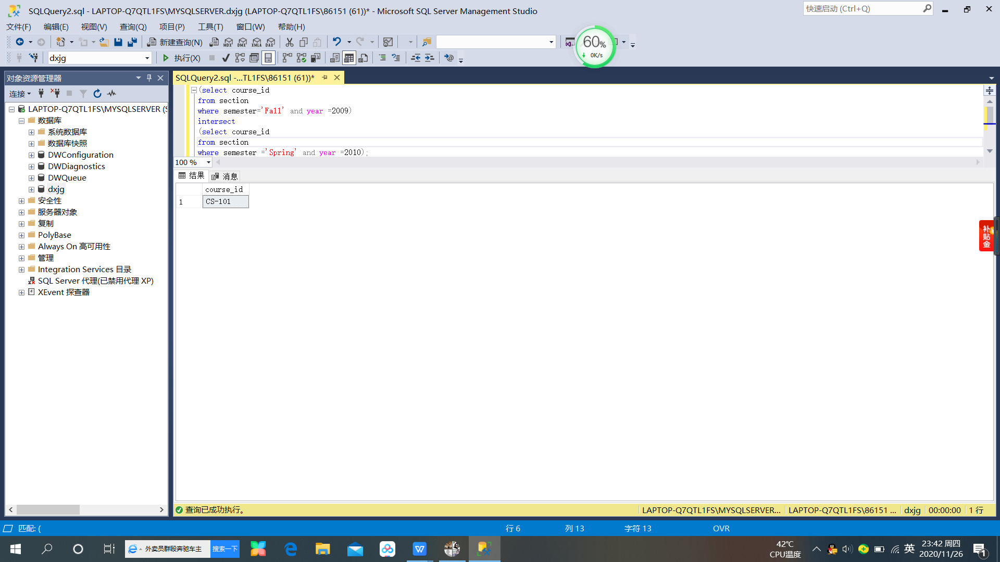 SQLQuery2.sql - LAPTOP-Q7QTL1FS\MYSQLSERVER.dxjg (LAPTOP-Q7QTL1FS\86151 (61))* - Microsoft SQL Server Management Studio
快速启动 (Ctrl+Q)
文件(F) 编辑(E) 视图(V) 查询(Q) 项目(P) 工具(T) 窗口(W) 帮助(H)
新建查询(N) MDX DMX XMLA DAX
60%
0K/s
dxjg 执行(X)
对象资源管理器
连接
LAPTOP-Q7QTL1FS\MYSQLSERVER (S
数据库
系统数据库
数据库快照
DWConfiguration
DWDiagnostics
DWQueue
dxjg
安全性
服务器对象
复制
PolyBase
Always On 高可用性
管理
Integration Services 目录
SQL Server 代理(已禁用代理 XP)
XEvent 探查器
SQLQuery2.sql -...TL1FS\86151 (61))*
(select course_id
from section
where semester='Fall' and year =2009)
intersect
(select course_id
from section
where semester ='Spring' and year =2010);
100 %
结果 消息
course_id
1 CS-101
补贴金
查询已成功执行。 LAPTOP-Q7QTL1FS\MYSQLSERVER... LAPTOP-Q7QTL1FS\86151 ... dxjg 00:00:00 1 行
匹配: ( 行 6 列 13 字符 13 OVR
外卖员群殴奔驰车主 搜索一下
42℃
CPU温度
英
23:42 周四
2020/11/26
1